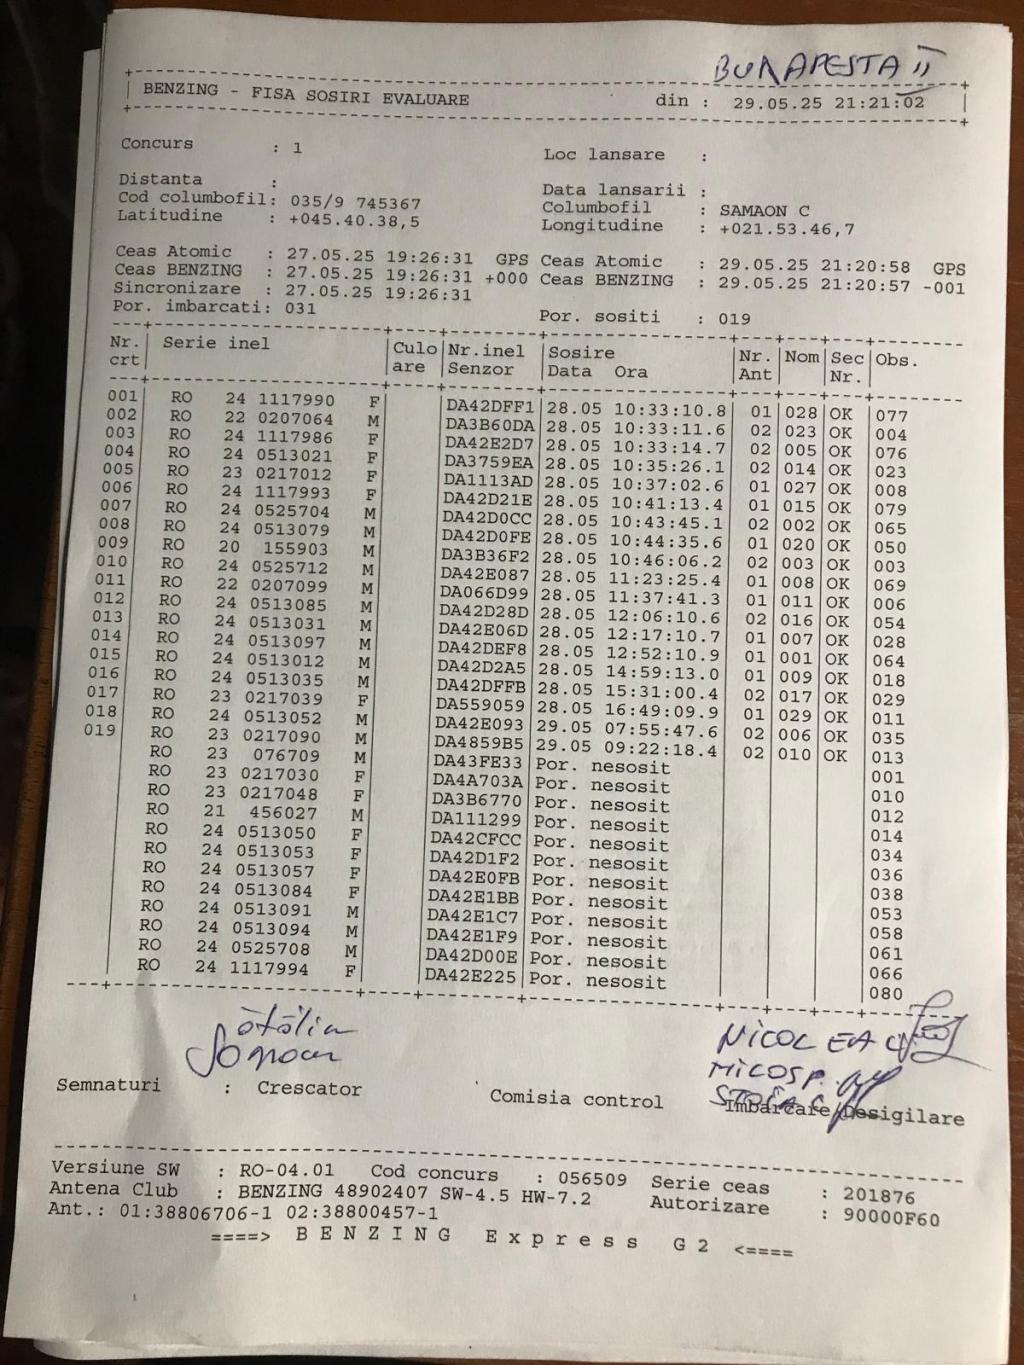 BUNAPESTA II
BENZING - FISA SOSIRI EVALUARE din : 29.05.25 21:21:02
Concurs : 1 Loc lansare :
Distanta : Data lansarii :
Cod columbofil: 035/9 745367 Columbofil : SAMAON C
Latitudine : +045.40.38,5 Longitudine : +021.53.46,7
Ceas Atomic : 27.05.25 19:26:31 GPS Ceas Atomic : 29.05.25 21:20:58 GPS
Ceas BENZING : 27.05.25 19:26:31 +000 Ceas BENZING : 29.05.25 21:20:57 -001
Sincronizare : 27.05.25 19:26:31
Por. imbarcati: 031 Por. sositi : 019
Nr. Serie inel Culo Nr.inel Sosire Nr. Nom Sec Obs.
crt are Senzor Data Ora Ant Nr.
001 RO 24 1117990 F DA42DFF1 28.05 10:33:10.8 01 028 OK 077
002 RO 22 0207064 M DA3B60DA 28.05 10:33:11.6 02 023 OK 004
003 RO 24 1117986 F DA42E2D7 28.05 10:33:14.7 02 005 OK 076
004 RO 24 0513021 F DA3759EA 28.05 10:35:26.1 02 014 OK 023
005 RO 23 0217012 F DA1113AD 28.05 10:37:02.6 01 027 OK 008
006 RO 24 1117993 F DA42D21E 28.05 10:41:13.4 01 015 OK 079
007 RO 24 0525704 M DA42D0CC 28.05 10:43:45.1 02 002 OK 065
008 RO 24 0513079 M DA42D0FE 28.05 10:44:35.6 01 020 OK 050
009 RO 20 155903 M DA3B36F2 28.05 10:46:06.2 02 003 OK 003
010 RO 24 0525712 M DA42E087 28.05 11:23:25.4 01 008 OK 069
011 RO 22 0207099 M DA066D99 28.05 11:37:41.3 01 011 OK 006
012 RO 24 0513085 M DA42D28D 28.05 12:06:10.6 02 016 OK 054
013 RO 24 0513031 M DA42E06D 28.05 12:17:10.7 01 007 OK 028
014 RO 24 0513097 M DA42DEF8 28.05 12:52:10.9 01 001 OK 064
015 RO 24 0513012 M DA42D2A5 28.05 14:59:13.0 01 009 OK 018
016 RO 24 0513035 M DA42DFFB 28.05 15:31:00.4 02 017 OK 029
017 RO 23 0217039 F DA559059 28.05 16:49:09.9 01 029 OK 011
018 RO 24 0513052 M DA42E093 29.05 07:55:47.6 02 006 OK 035
019 RO 23 0217090 M DA4859B5 29.05 09:22:18.4 02 010 OK 013
RO 23 076709 M DA43FE33 Por. nesosit 001
RO 23 0217030 F DA4A703A Por. nesosit 010
RO 23 0217048 F DA3B6770 Por. nesosit 012
RO 21 456027 M DA111299 Por. nesosit 014
RO 24 0513050 F DA42CFCC Por. nesosit 034
RO 24 0513053 F DA42D1F2 Por. nesosit 036
RO 24 0513057 F DA42E0FB Por. nesosit 038
RO 24 0513084 F DA42E1BB Por. nesosit 053
RO 24 0513091 M DA42E1C7 Por. nesosit 058
RO 24 0513094 M DA42E1F9 Por. nesosit 061
RO 24 0525708 M DA42D00E Por. nesosit 066
RO 24 1117994 F DA42E225 Por. nesosit 080
NICOLETA
MICOSP.
Semnaturi : Crescator Comisia control Imbarcare/Desigilare
Versiune SW : RO-04.01 Cod concurs : 056509 Serie ceas : 201876
Antena Club : BENZING 48902407 SW-4.5 HW-7.2 Autorizare : 90000F60
Ant.: 01:38806706-1 02:38800457-1
====> B E N Z I N G E x p r e s s G 2 <====